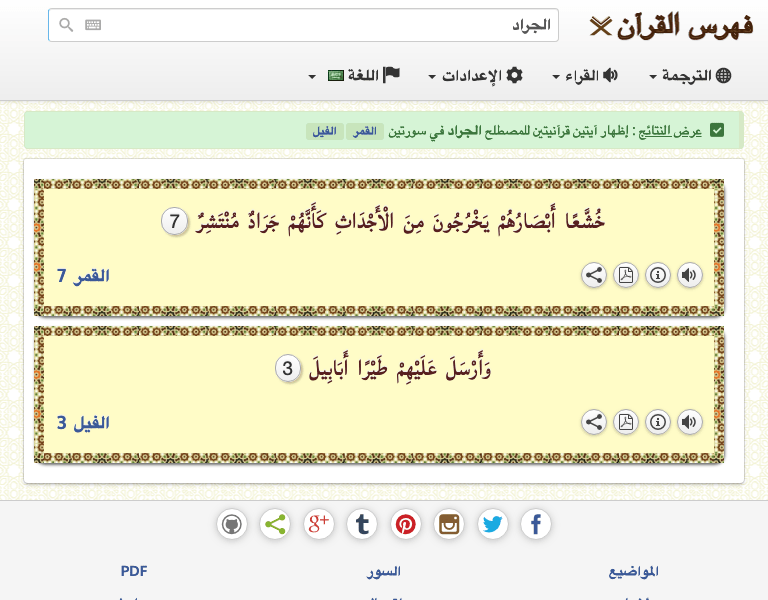 فهرس القرآن
الجراد
الترجمة القراء الإعدادات اللغة
عرض النتائج : إظهار آيتين قرآنيتين للمصطلح الجراد في سورتين القمر الفيل
خُشَّعًا أَبْصَارُهُمْ يَخْرُجُونَ مِنَ الْأَجْدَاثِ كَأَنَّهُمْ جَرَادٌ مُنْتَشِرٌ 7
القمر 7
وَأَرْسَلَ عَلَيْهِمْ طَيْرًا أَبَابِيلَ 3
الفيل 3
المواضيع السور PDF